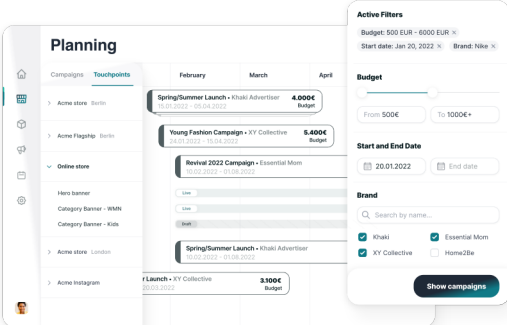 Planning
Campaigns Touchpoints
February March April
Acme store Berlin
Acme Flagship Berlin
Online store
Hero banner
Category Banner - WMN
Category Banner - Kids
Acme store London
Acme Instagram
Spring/Summer Launch • Khaki Advertiser 4.000€
15.01.2022 - 05.04.2022 Budget
Young Fashion Campaign • XY Collective 5.400€
24.01.2022 - 15.04.2022 Budget
Revival 2022 Campaign • Essential Mom
10.02.2022 - 01.08.2022
Live
Live
Draft
Spring/Summer Launch • Khaki Advertiser
10.02.2022 - 01.08.2022
r Launch • XY Collective 3.100€
20.03.2022 Budget
Active Filters
Budget: 500 EUR - 6000 EUR ×
Start date: Jan 20, 2022 × Brand: Nike ×
Budget
From 500€ To 1000€+
Start and End Date
20.01.2022 End date
Brand
Search by name...
Khaki Essential Mom
XY Collective Home2Be
Show campaigns